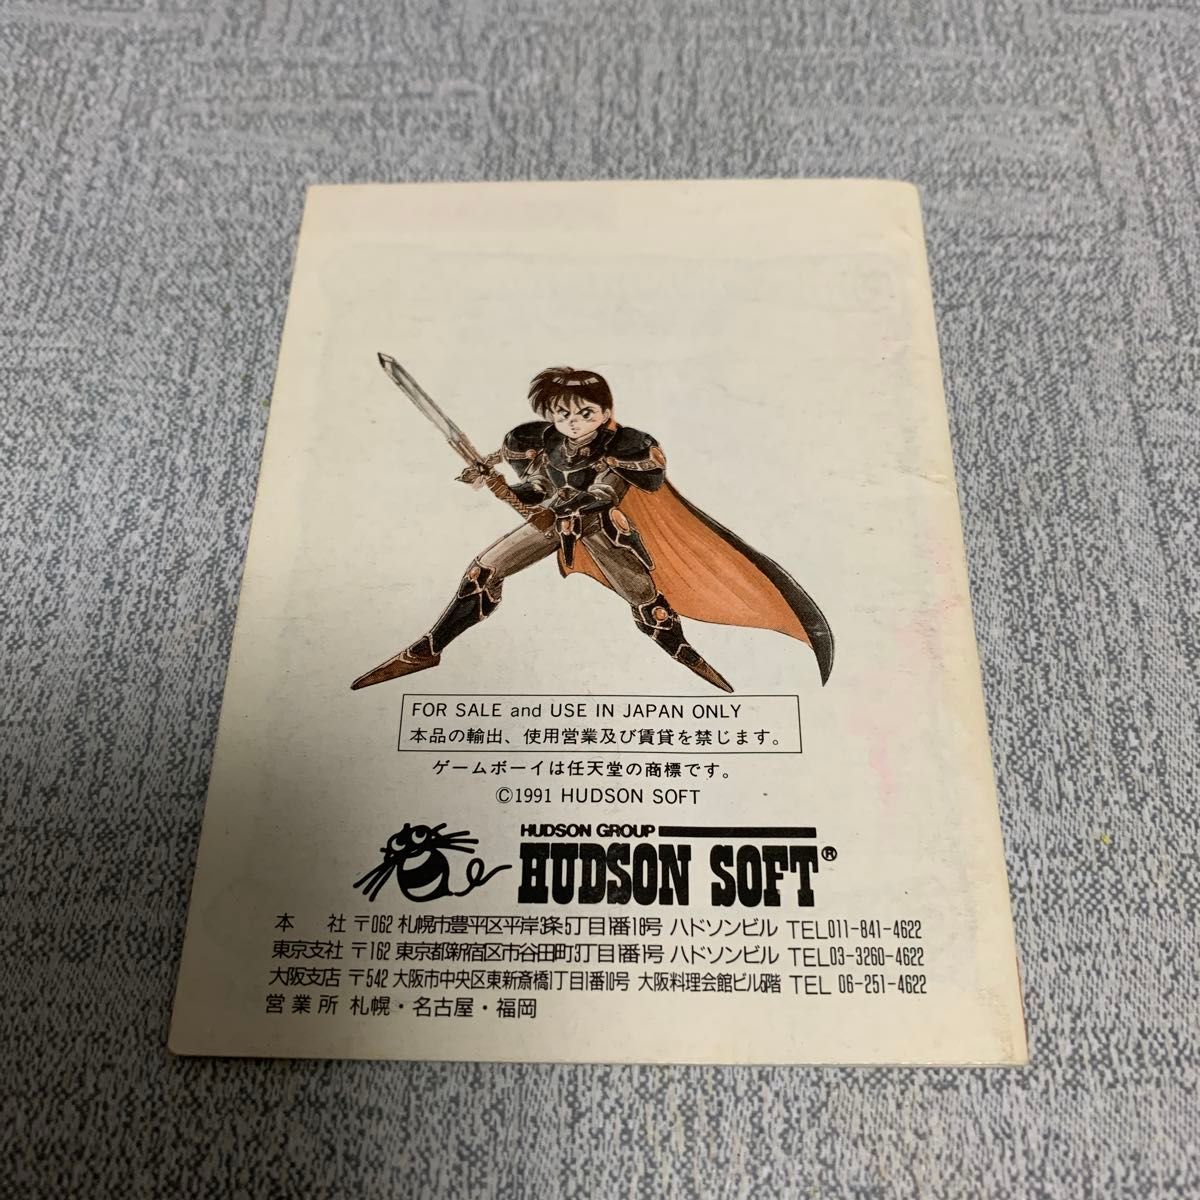 FOR SALE and USE IN JAPAN ONLY
本品の輸出、使用営業及び賃貸を禁じます。
ゲームボーイは任天堂の商標です。
©1991 HUDSON SOFT
HUDSON GROUP
HUDSON SOFT®
本 社 〒062 札幌市豊平区平岸3条5丁目1番18号 ハドソンビル TEL011-841-4622
東京支社 〒162 東京都新宿区市谷田町3丁目1番1号 ハドソンビル TEL03-3260-4622
大阪支店 〒542 大阪市中央区東新斎橋1丁目1番10号 大阪料理会館ビル5階 TEL 06-251-4622
営業所 札幌・名古屋・福岡